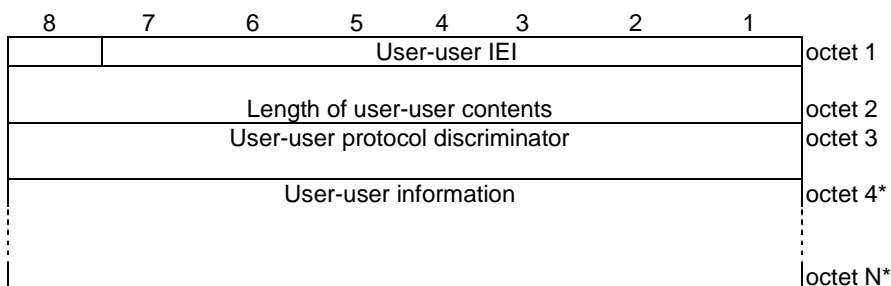 8 7 6 5 4 3 2 1
User-user IEI octet 1
Length of user-user contents octet 2
User-user protocol discriminator octet 3
User-user information octet 4*
octet N*